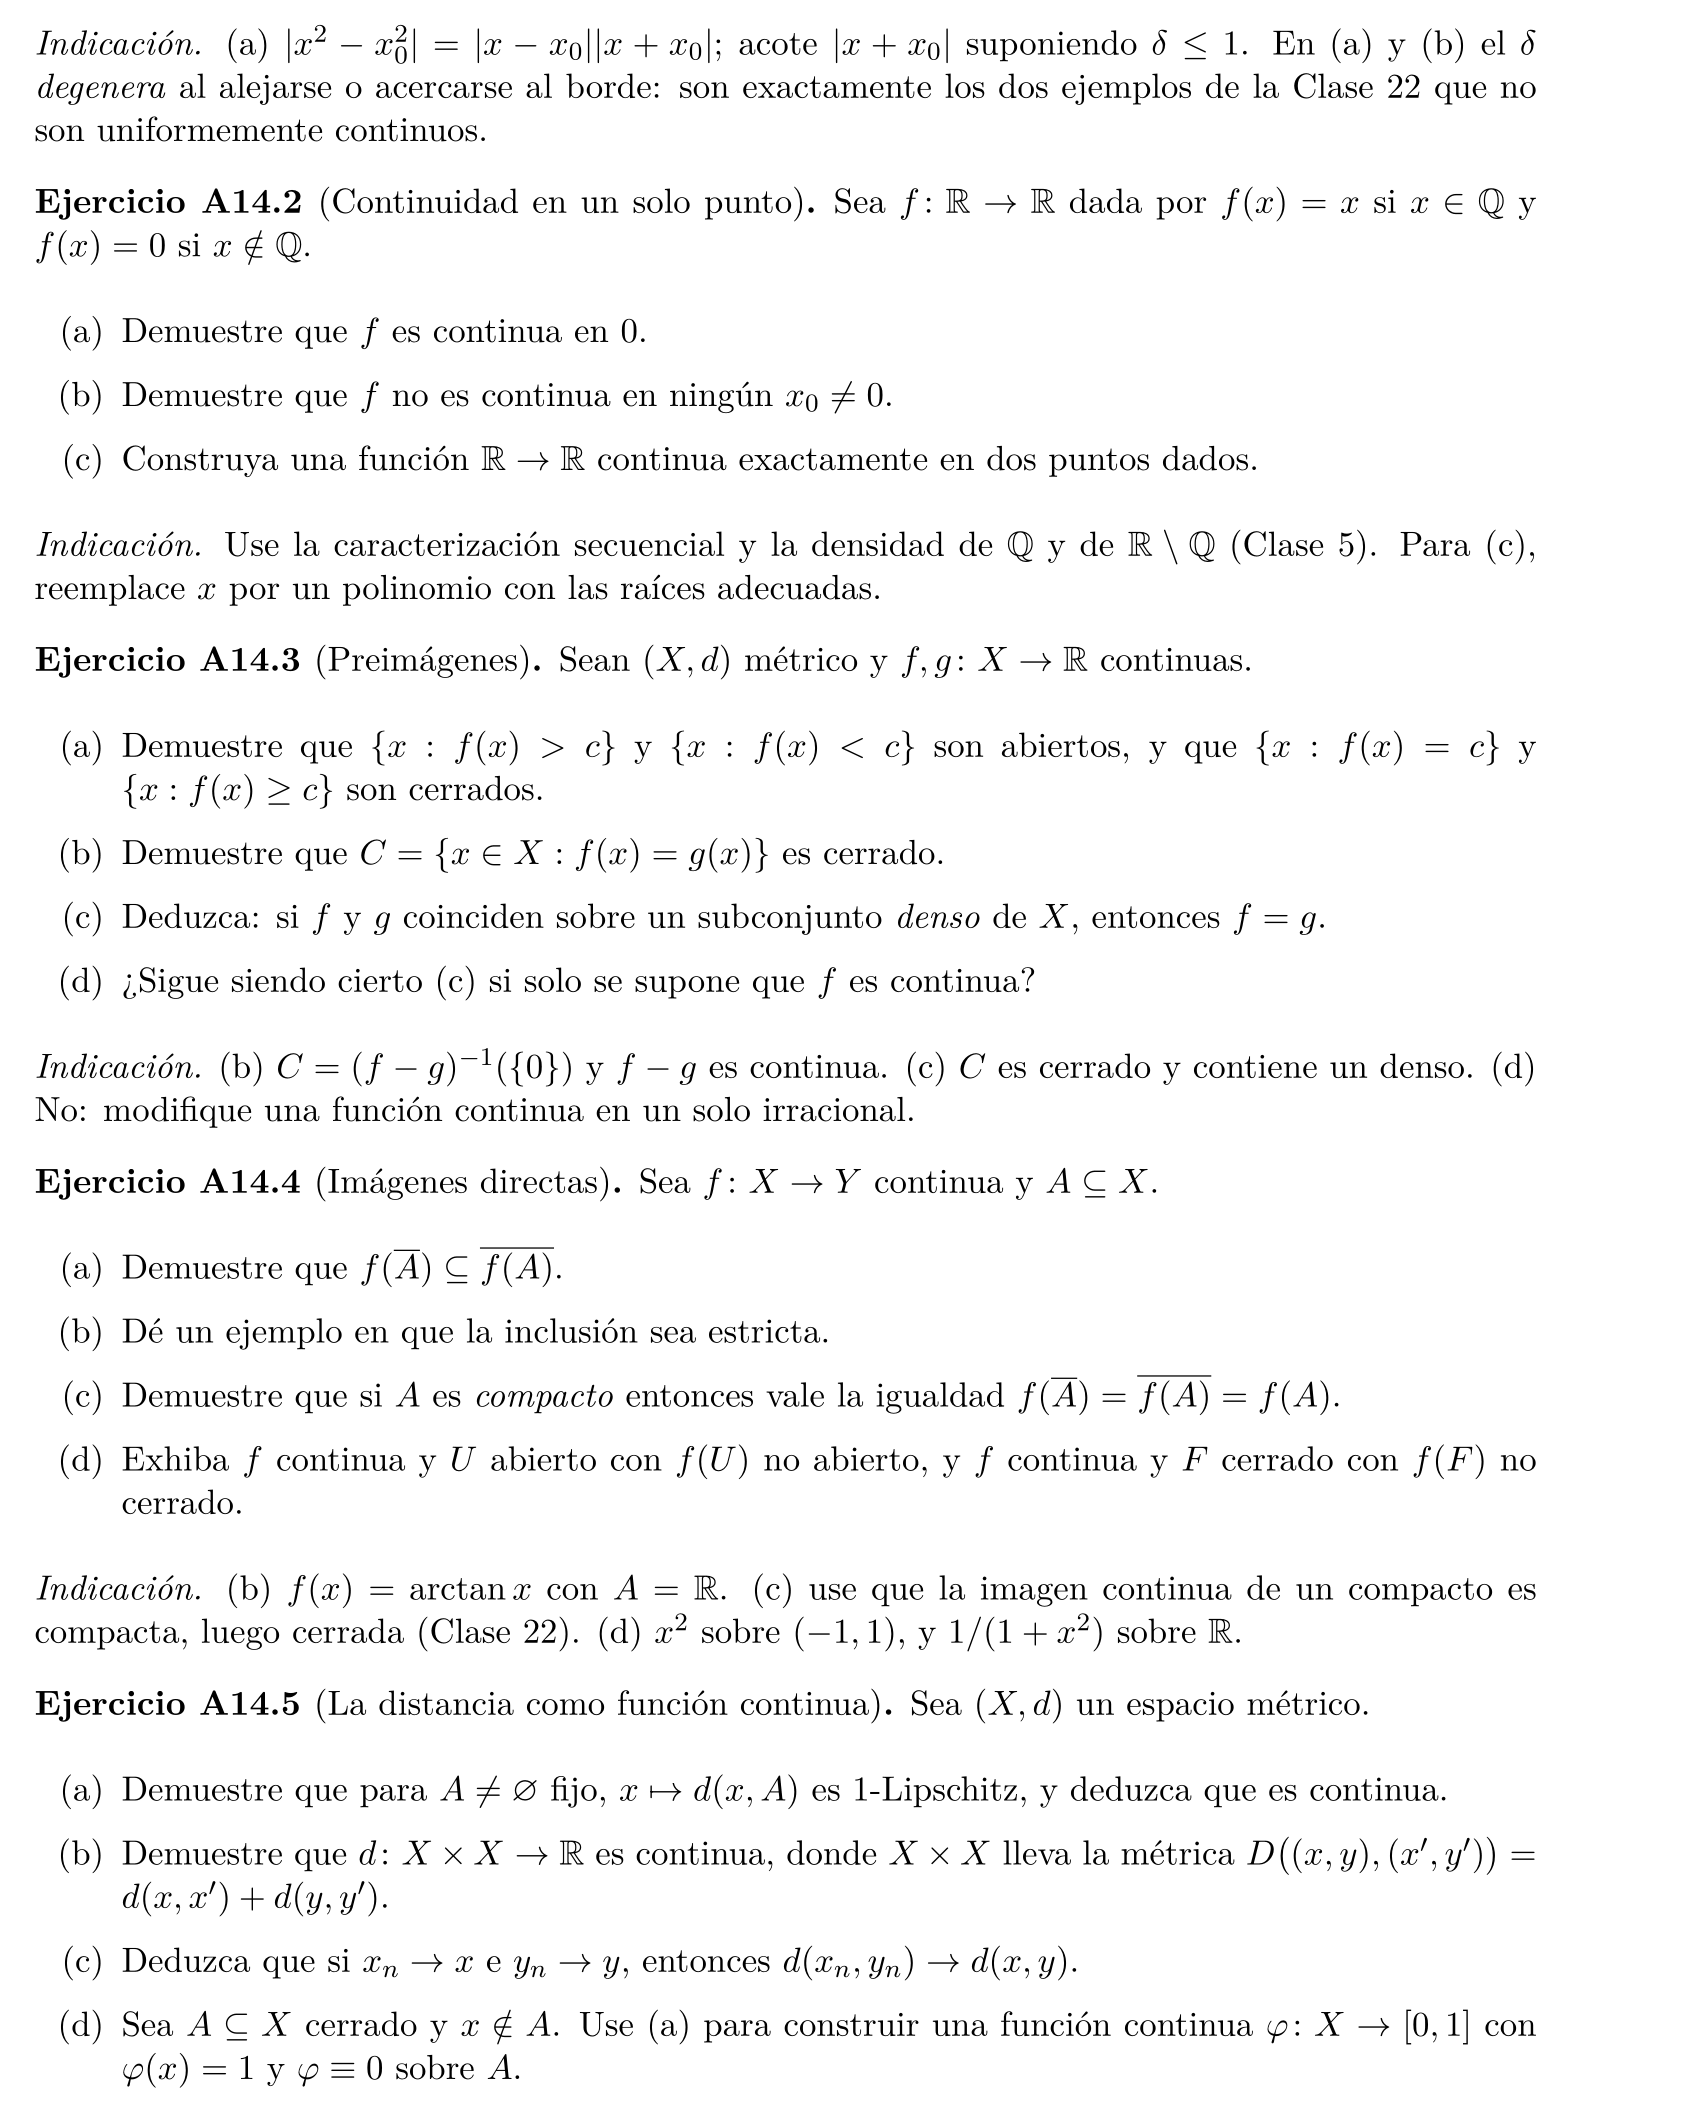 Indicación. (a) |x² − x₀²| = |x − x₀||x + x₀|; acote |x + x₀| suponiendo δ ≤ 1. En (a) y (b) el δ
degenera al alejarse o acercarse al borde: son exactamente los dos ejemplos de la Clase 22 que no
son uniformemente continuos.
Ejercicio A14.2 (Continuidad en un solo punto). Sea f: ℝ → ℝ dada por f(x) = x si x ∈ ℚ y
f(x) = 0 si x ∉ ℚ.
(a) Demuestre que f es continua en 0.
(b) Demuestre que f no es continua en ningún x₀ ≠ 0.
(c) Construya una función ℝ → ℝ continua exactamente en dos puntos dados.
Indicación. Use la caracterización secuencial y la densidad de ℚ y de ℝ \ ℚ (Clase 5). Para (c),
reemplace x por un polinomio con las raíces adecuadas.
Ejercicio A14.3 (Preimágenes). Sean (X, d) métrico y f, g: X → ℝ continuas.
(a) Demuestre que {x : f(x) > c} y {x : f(x) < c} son abiertos, y que {x : f(x) = c} y
{x : f(x) ≥ c} son cerrados.
(b) Demuestre que C = {x ∈ X : f(x) = g(x)} es cerrado.
(c) Deduzca: si f y g coinciden sobre un subconjunto denso de X, entonces f = g.
(d) ¿Sigue siendo cierto (c) si solo se supone que f es continua?
Indicación. (b) C = (f − g)⁻¹({0}) y f − g es continua. (c) C es cerrado y contiene un denso. (d)
No: modifique una función continua en un solo irracional.
Ejercicio A14.4 (Imágenes directas). Sea f: X → Y continua y A ⊆ X.
(a) Demuestre que f(A̅) ⊆ \overline{f(A)}.
(b) Dé un ejemplo en que la inclusión sea estricta.
(c) Demuestre que si A es compacto entonces vale la igualdad f(A̅) = \overline{f(A)} = f(A).
(d) Exhiba f continua y U abierto con f(U) no abierto, y f continua y F cerrado con f(F) no
cerrado.
Indicación. (b) f(x) = arctan x con A = ℝ. (c) use que la imagen continua de un compacto es
compacta, luego cerrada (Clase 22). (d) x² sobre (−1, 1), y 1/(1 + x²) sobre ℝ.
Ejercicio A14.5 (La distancia como función continua). Sea (X, d) un espacio métrico.
(a) Demuestre que para A ≠ ∅ fijo, x ↦ d(x, A) es 1-Lipschitz, y deduzca que es continua.
(b) Demuestre que d: X × X → ℝ es continua, donde X × X lleva la métrica D((x, y), (x′, y′)) =
d(x, x′) + d(y, y′).
(c) Deduzca que si xₙ → x e yₙ → y, entonces d(xₙ, yₙ) → d(x, y).
(d) Sea A ⊆ X cerrado y x ∉ A. Use (a) para construir una función continua φ: X → [0, 1] con
φ(x) = 1 y φ ≡ 0 sobre A.